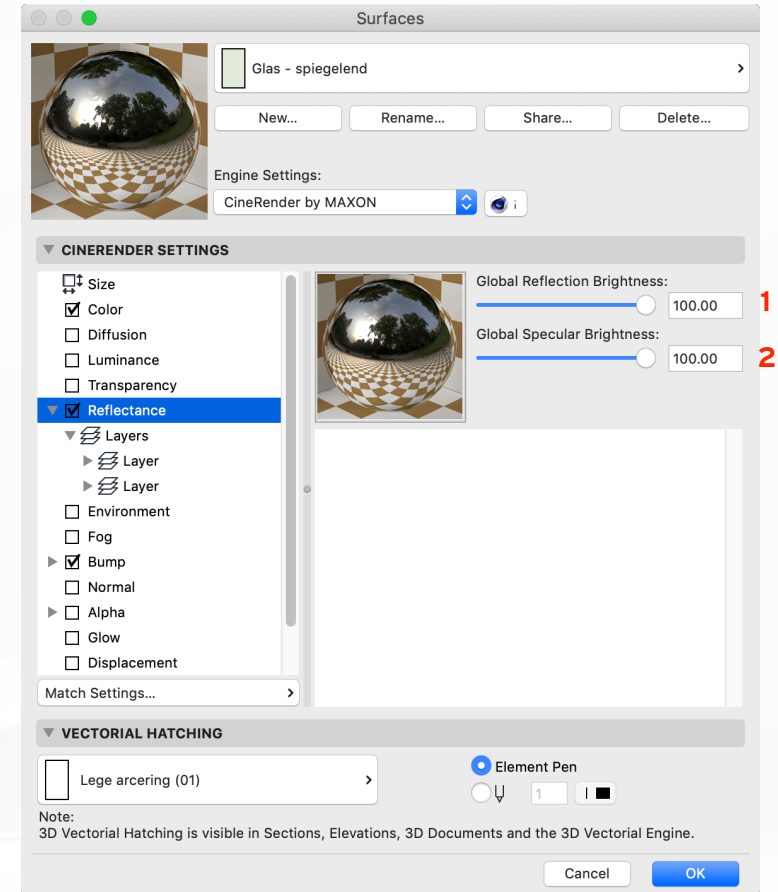 Surfaces
Glas - spiegelend
New... Rename... Share... Delete...
Engine Settings:
CineRender by MAXON
i
CINERENDER SETTINGS
Size
Color
Diffusion
Luminance
Transparency
Reflectance
Layers
Layer
Layer
Environment
Fog
Bump
Normal
Alpha
Glow
Displacement
Match Settings...
Global Reflection Brightness:
100.00 1
Global Specular Brightness:
100.00 2
VECTORIAL HATCHING
Lege arcering (01)
Element Pen
1
Note:
3D Vectorial Hatching is visible in Sections, Elevations, 3D Documents and the 3D Vectorial Engine.
Cancel OK